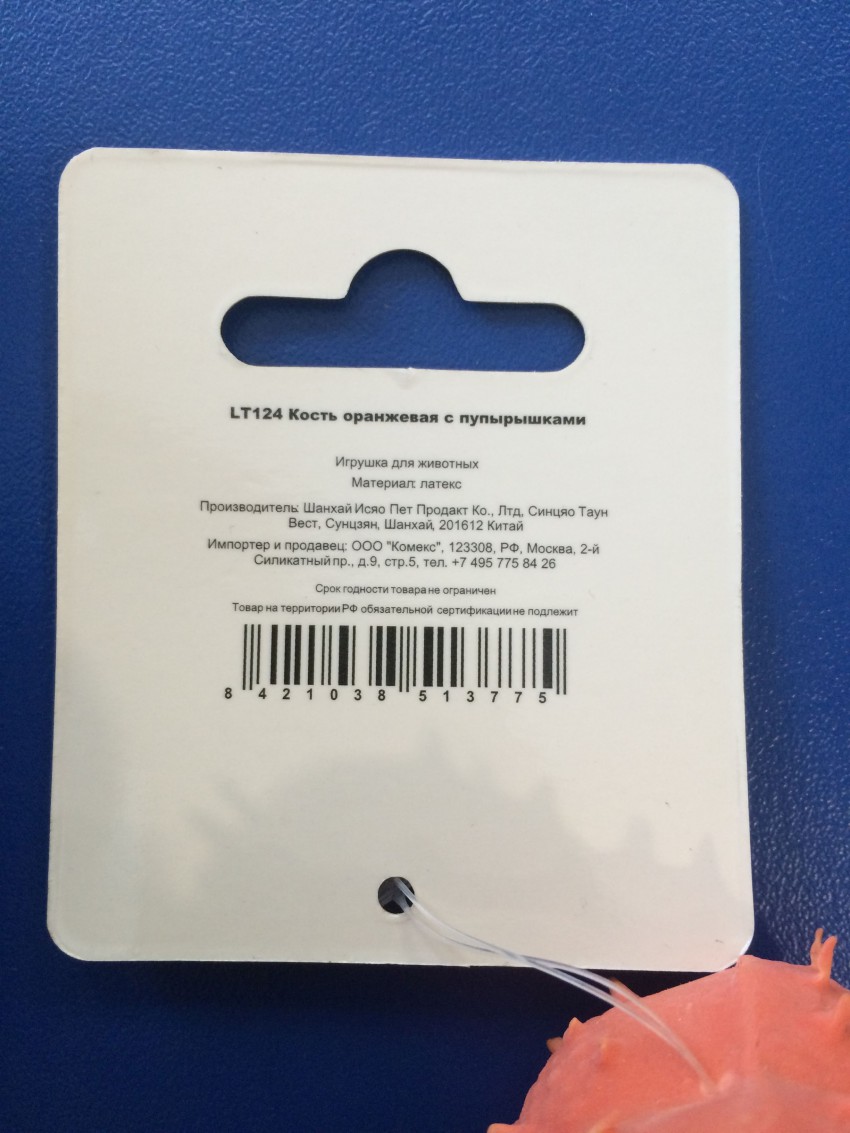 LT124 Кость оранжевая с пупырышками
Игрушка для животных
Материал: латекс
Производитель: Шанхай Исяо Пет Продакт Ко., Лтд, Синцяо Таун
Вест, Сунцзян, Шанхай, 201612 Китай
Импортер и продавец: ООО "Комекс", 123308, РФ, Москва, 2-й
Силикатный пр., д.9, стр.5, тел. +7 495 775 84 26
Срок годности товара не ограничен
Товар на территории РФ обязательной сертификации не подлежит
8 421038 513775